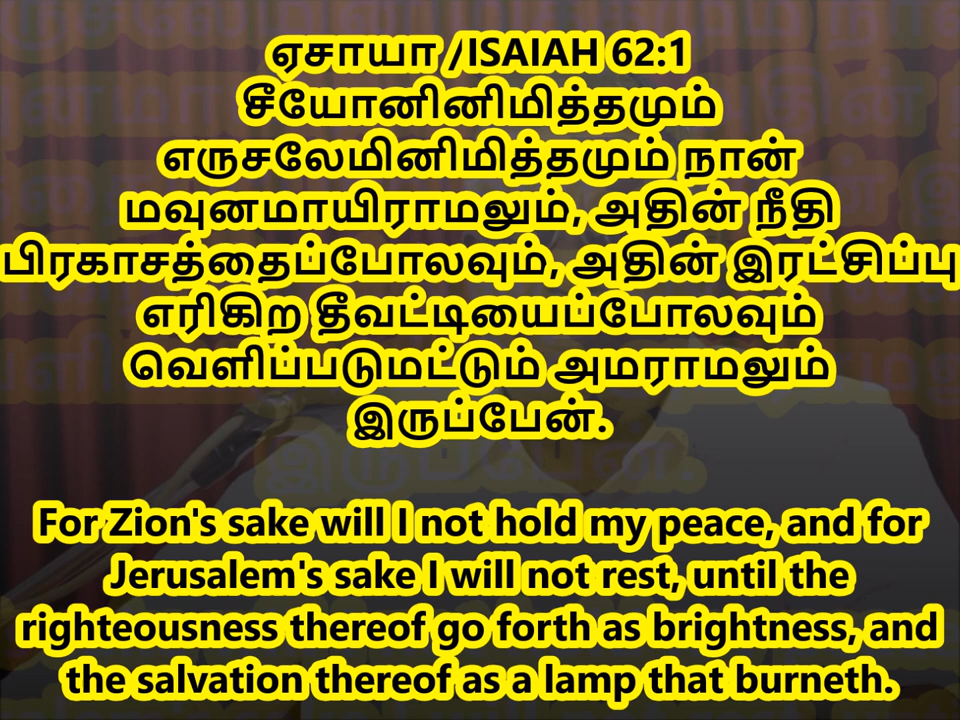 ஏசாயா /ISAIAH 62:1
சீயோனினிமித்தமும்
எருசலேமினிமித்தமும் நான்
மவுனமாயிராமலும், அதின் நீதி
பிரகாசத்தைப்போலவும், அதின் இரட்சிப்பு
எரிகிற தீவட்டியைப்போலவும்
வெளிப்படுமட்டும் அமராமலும்
இருப்பேன்.
For Zion's sake will I not hold my peace, and for
Jerusalem's sake I will not rest, until the
righteousness thereof go forth as brightness, and
the salvation thereof as a lamp that burneth.